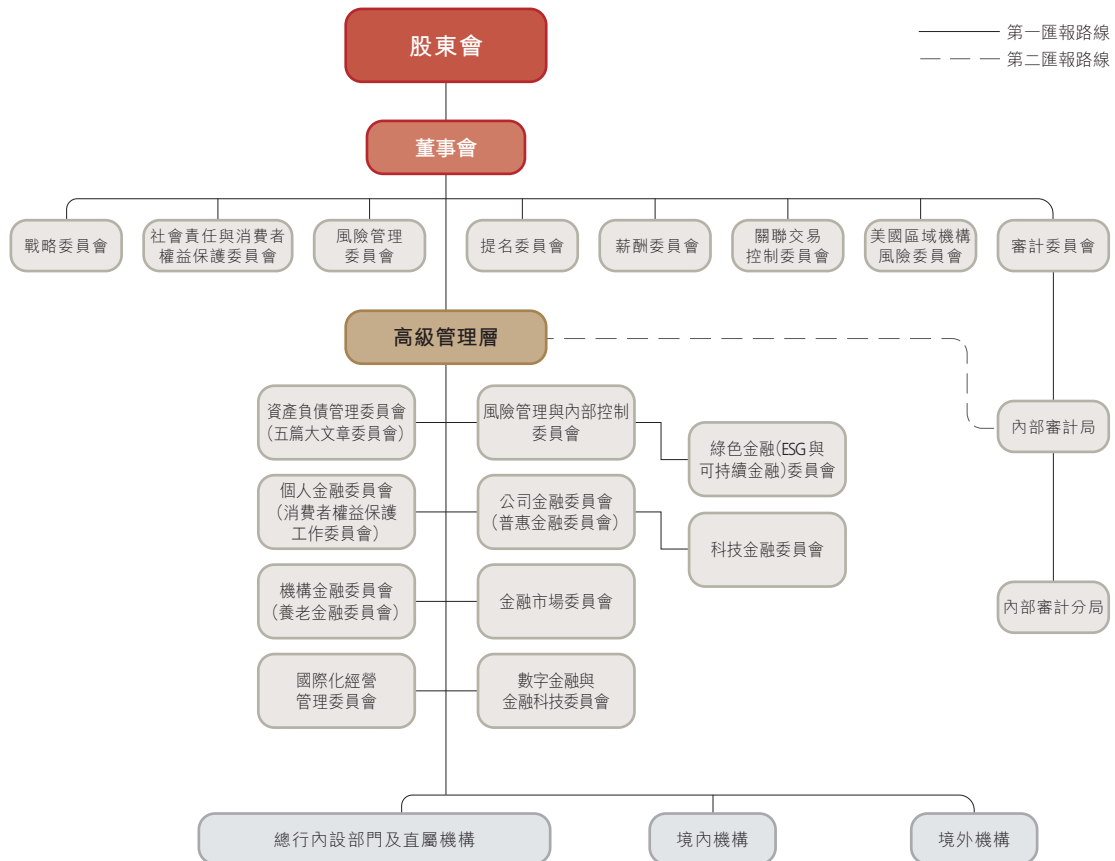 股東會
第一匯報路線
第二匯報路線
董事會
戰略委員會
社會責任與消費者
權益保護委員會
風險管理
委員會
提名委員會
薪酬委員會
關聯交易
控制委員會
美國區域機構
風險委員會
審計委員會
高級管理層
資產負債管理委員會
(五篇大文章委員會)
風險管理與內部控制
委員會
綠色金融(ESG與
可持續金融)委員會
內部審計局
個人金融委員會
(消費者權益保護
工作委員會)
公司金融委員會
(普惠金融委員會)
科技金融委員會
機構金融委員會
(養老金融委員會)
金融市場委員會
內部審計分局
國際化經營
管理委員會
數字金融與
金融科技委員會
總行內設部門及直屬機構
境內機構
境外機構